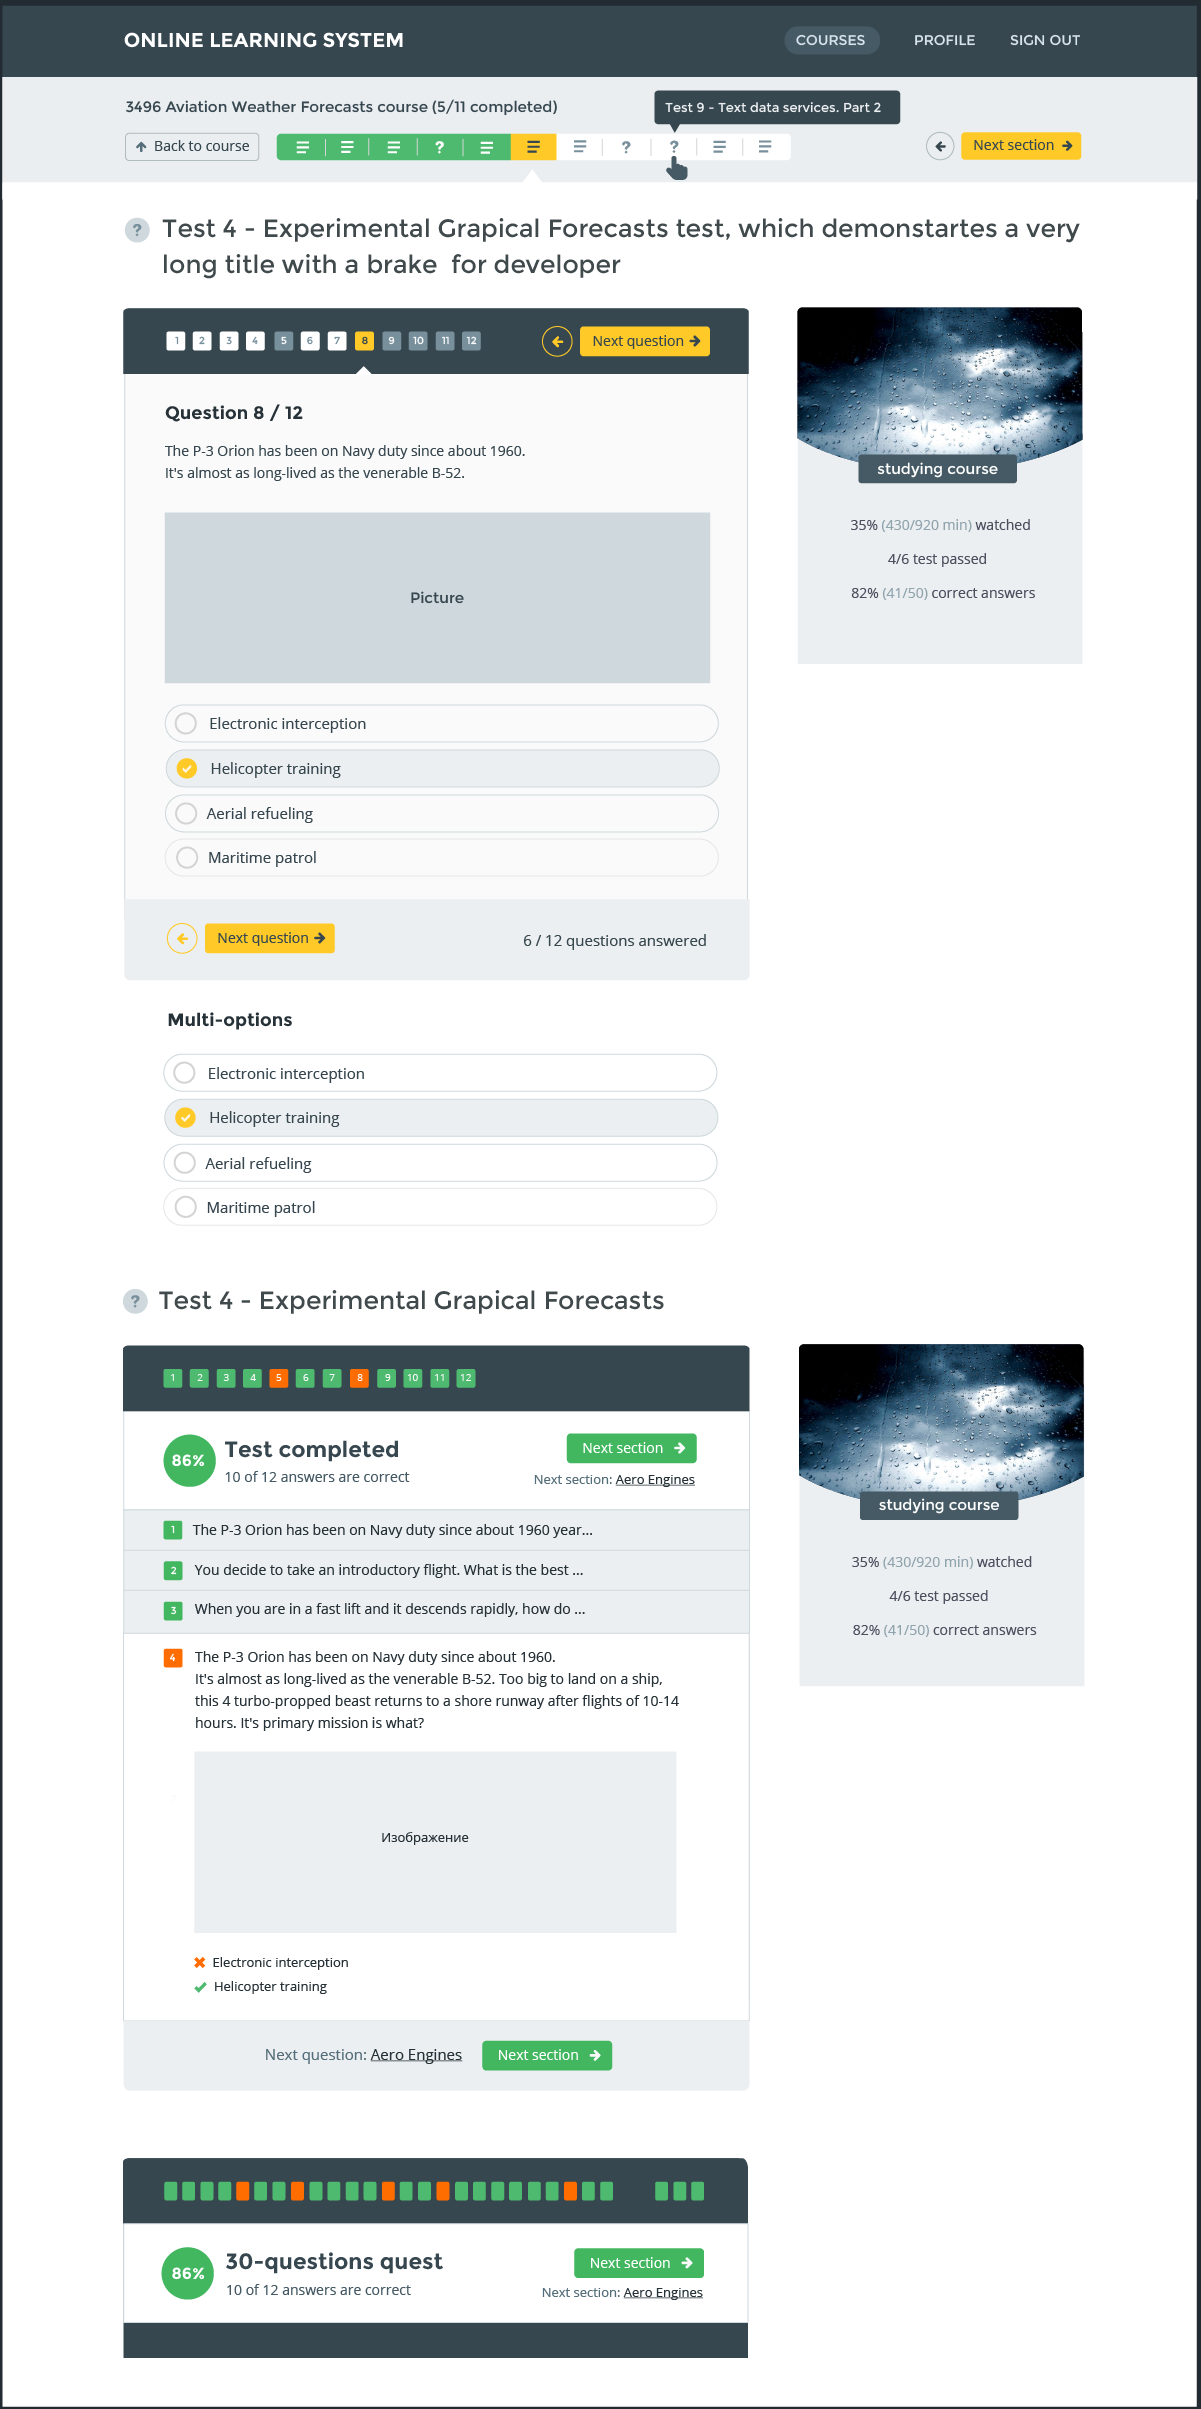 ONLINE LEARNING SYSTEM
COURSES
PROFILE
SIGN OUT
3496 Aviation Weather Forecasts course (5/11 completed)
Test 9 - Text data services. Part 2
Back to course
?
?
?
Next section
? Test 4 - Experimental Grapical Forecasts test, which demonstartes a very
long title with a brake for developer
1 2 3 4 5 6 7 8 9 10 11 12
Next question
Question 8 / 12
The P-3 Orion has been on Navy duty since about 1960.
It's almost as long-lived as the venerable B-52.
Picture
Electronic interception
Helicopter training
Aerial refueling
Maritime patrol
Next question
6 / 12 questions answered
studying course
35% (430/920 min) watched
4/6 test passed
82% (41/50) correct answers
Multi-options
Electronic interception
Helicopter training
Aerial refueling
Maritime patrol
? Test 4 - Experimental Grapical Forecasts
1 2 3 4 5 6 7 8 9 10 11 12
86%
Test completed
10 of 12 answers are correct
Next section
Next section: Aero Engines
1 The P-3 Orion has been on Navy duty since about 1960 year...
2 You decide to take an introductory flight. What is the best ...
3 When you are in a fast lift and it descends rapidly, how do ...
4 The P-3 Orion has been on Navy duty since about 1960.
It's almost as long-lived as the venerable B-52. Too big to land on a ship,
this 4 turbo-propped beast returns to a shore runway after flights of 10-14
hours. It's primary mission is what?
Изображение
Electronic interception
Helicopter training
Next question: Aero Engines
Next section
studying course
35% (430/920 min) watched
4/6 test passed
82% (41/50) correct answers
86%
30-questions quest
10 of 12 answers are correct
Next section
Next section: Aero Engines